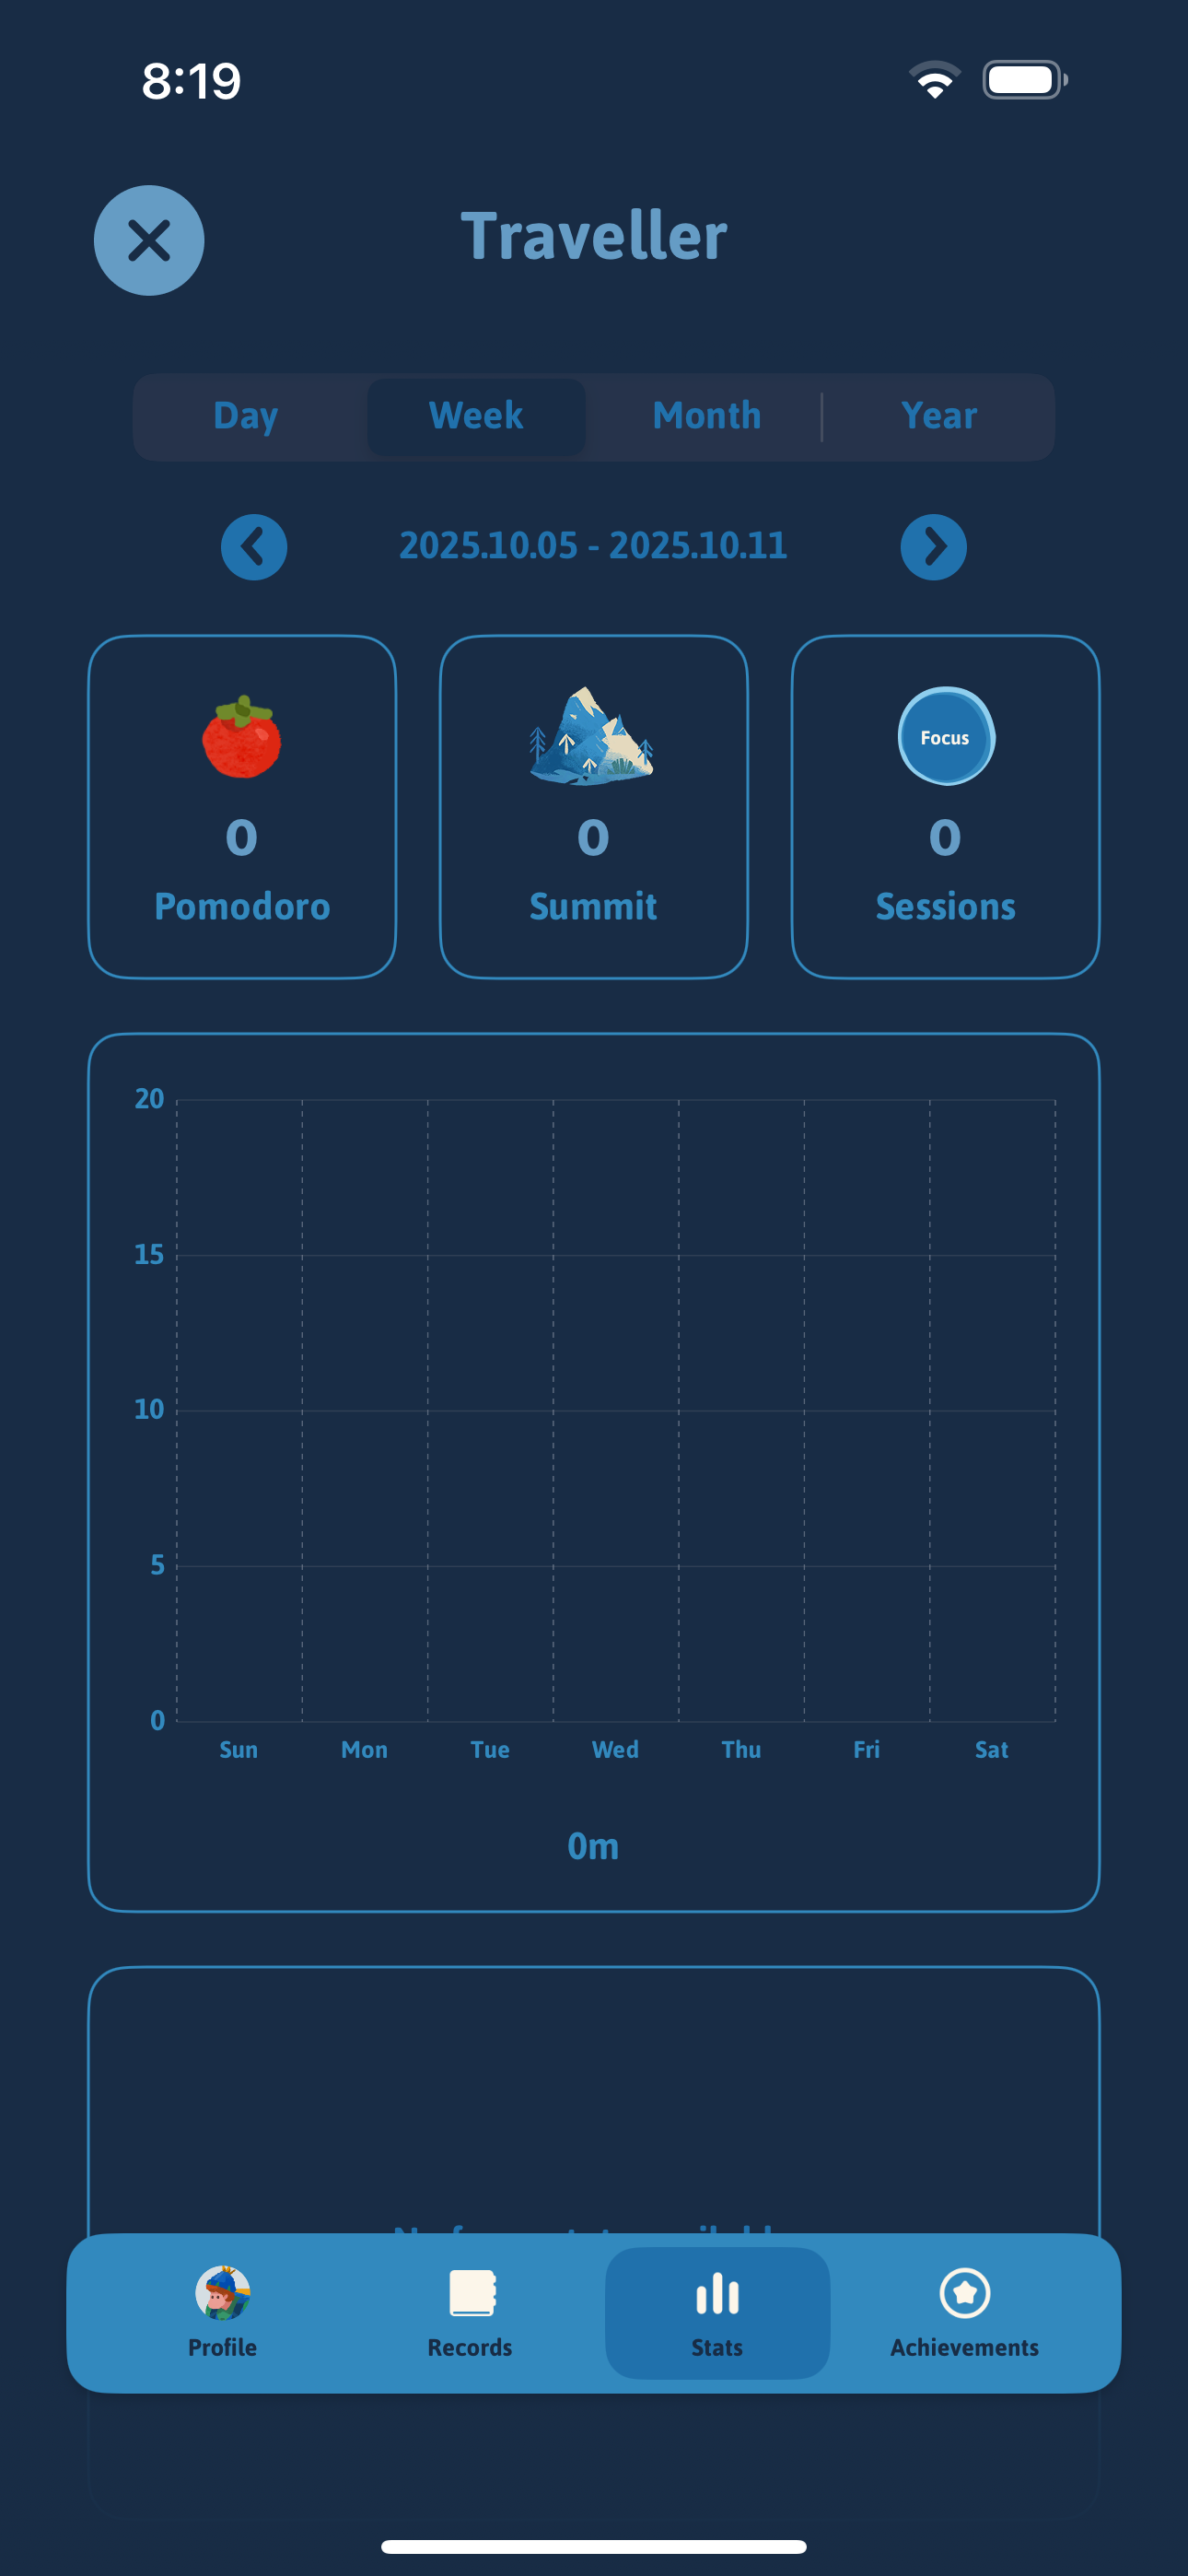 8:19
Traveller
Day Week Month Year
2025.10.05 - 2025.10.11
Focus
0 0 0
Pomodoro Summit Sessions
20
15
10
5
0
Sun Mon Tue Wed Thu Fri Sat
0m
Profile Records Stats Achievements